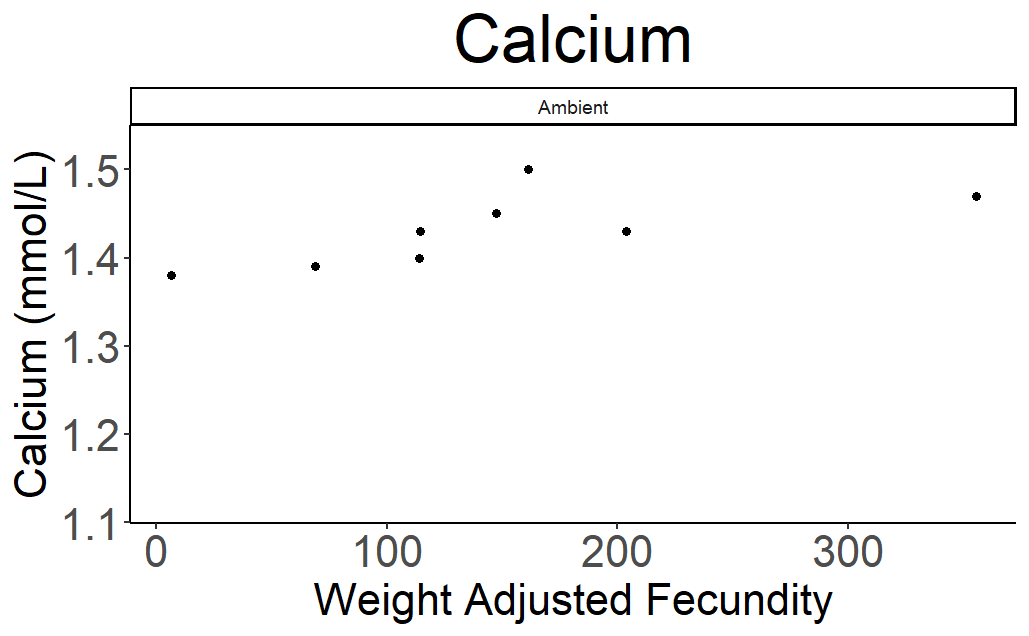 Calcium
Ambient
Calcium (mmol/L)
1.5
1.4
1.3
1.2
1.1
0 100 200 300
Weight Adjusted Fecundity